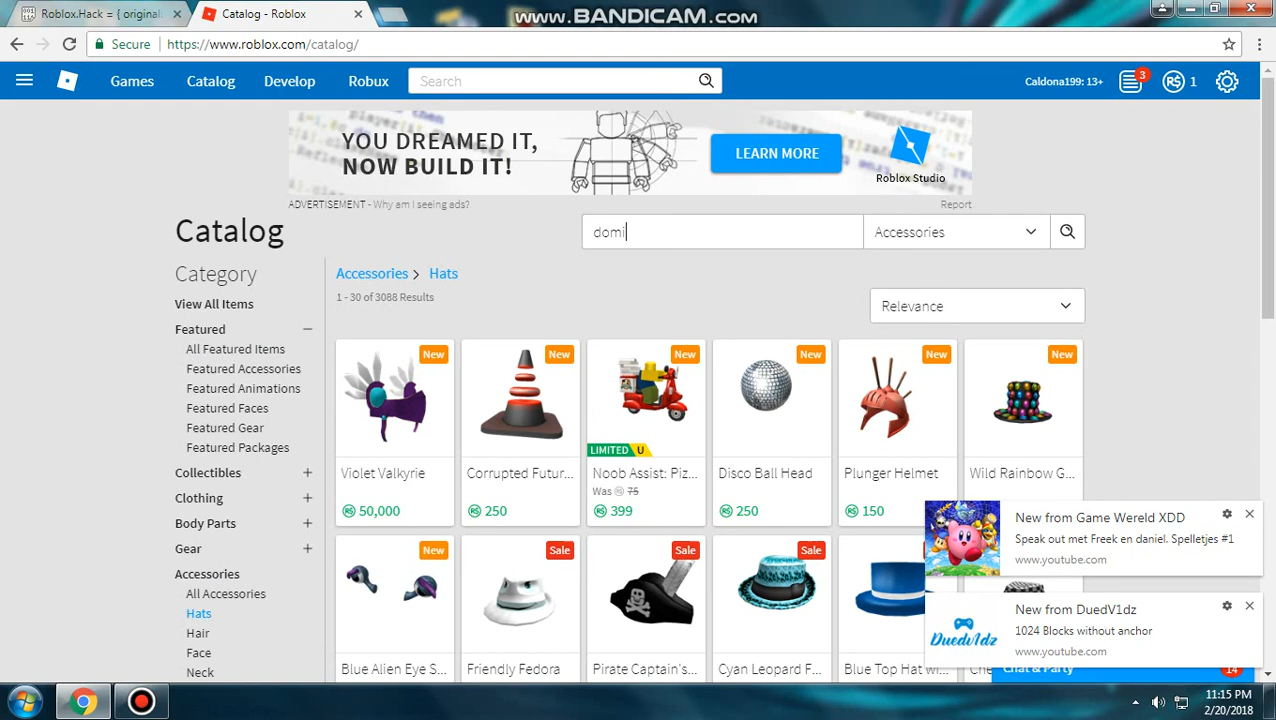 www.BANDICAM.com
Roblox.Hack = { original
Catalog - Roblox
Secure
https://www.roblox.com/catalog/
Games
Catalog
Develop
Robux
Search
Caldona199: 13+
3
R$ 1
YOU DREAMED IT,
NOW BUILD IT!
LEARN MORE
Roblox Studio
ADVERTISEMENT - Why am I seeing ads?
Report
Catalog
domi
Accessories
Category
Accessories > Hats
1 - 30 of 3088 Results
Relevance
View All Items
Featured
All Featured Items
Featured Accessories
Featured Animations
Featured Faces
Featured Gear
Featured Packages
Collectibles
Clothing
Body Parts
Gear
Accessories
All Accessories
Hats
Hair
Face
Neck
New
New
New
New
New
New
LIMITED U
Violet Valkyrie
Corrupted Futur...
Noob Assist: Piz...
Disco Ball Head
Plunger Helmet
Wild Rainbow G...
Was R$ 75
R$ 50,000
R$ 250
R$ 399
R$ 250
R$ 150
New
Sale
Sale
Sale
Blue Alien Eye S...
Friendly Fedora
Pirate Captain's...
Cyan Leopard F...
Blue Top Hat wi...
New from Game Wereld XDD
Speak out met Freek en daniel. Spelletjes #1
www.youtube.com
New from DuedV1dz
1024 Blocks without anchor
www.youtube.com
Duedv1dz
Chat & Party
14
11:15 PM
2/20/2018